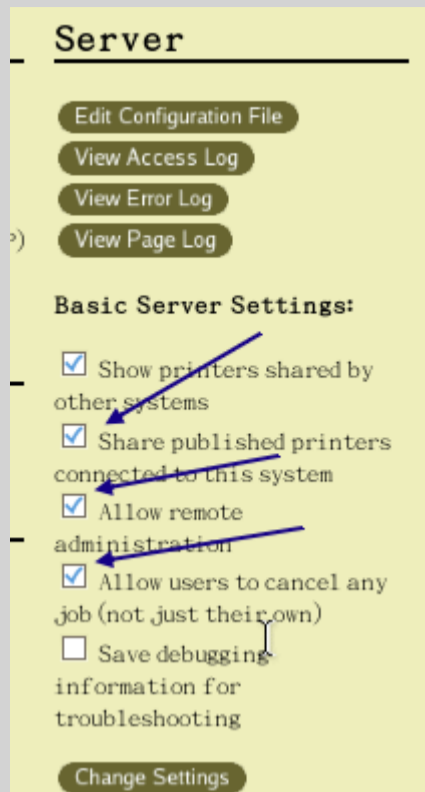 Server
Edit Configuration File
View Access Log
View Error Log
P)
View Page Log
Basic Server Settings:
Show printers shared by
other systems
Share published printers
connected to this system
Allow remote
administration
Allow users to cancel any
job (not just their own)
Save debugging
information for
troubleshooting
Change Settings